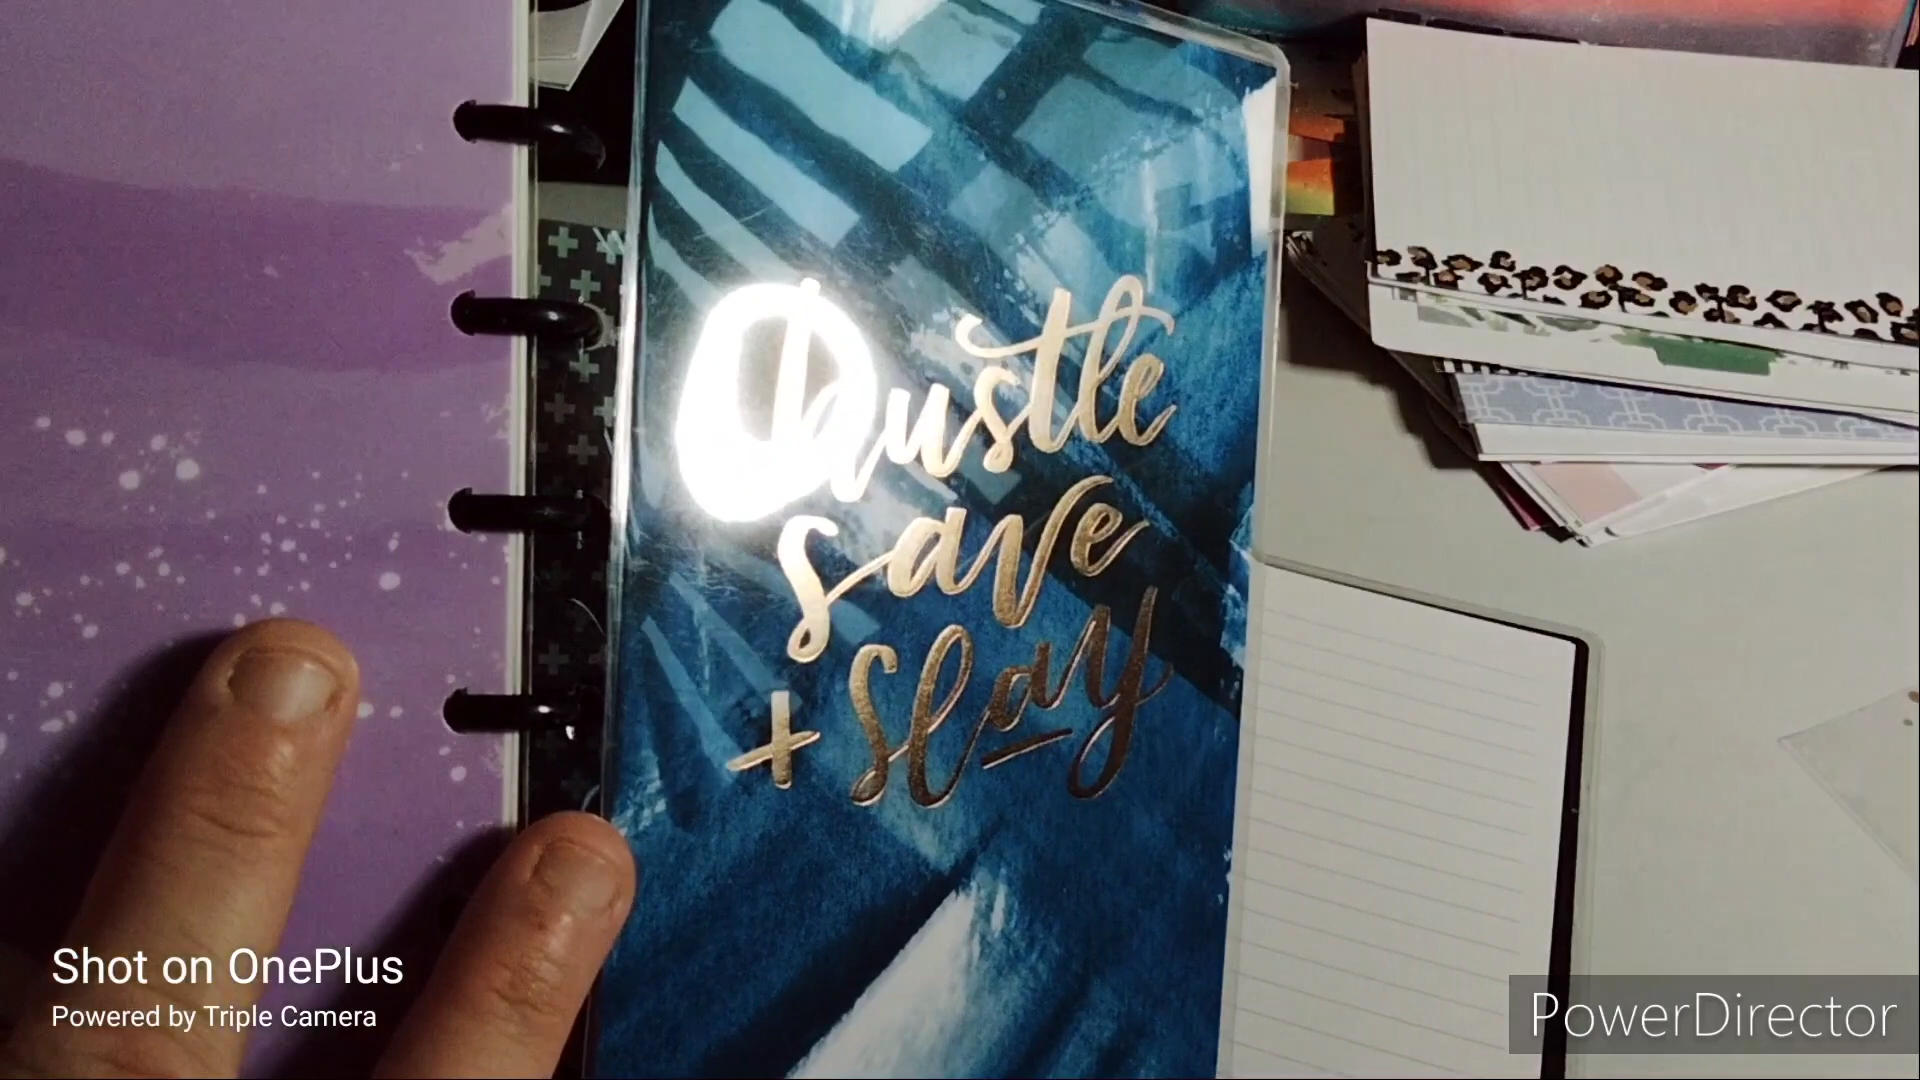 Hustle
save
+ Slay
Shot on OnePlus
Powered by Triple Camera
PowerDirector